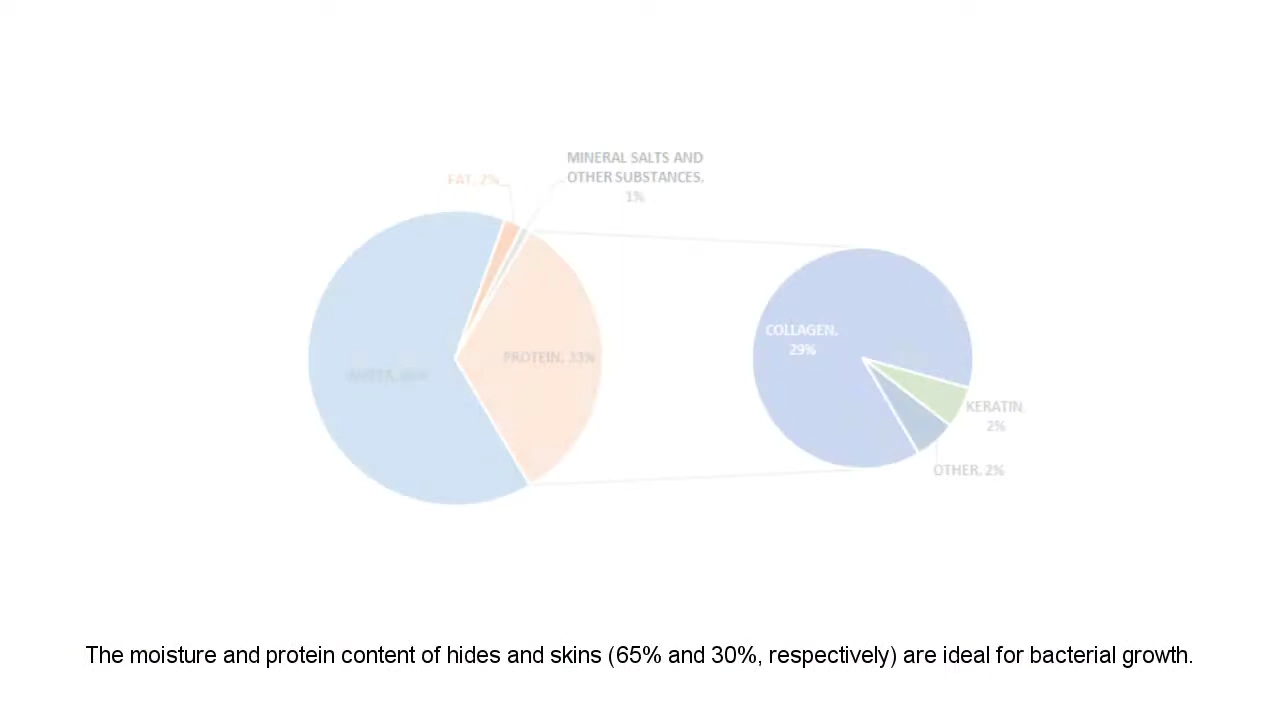 MINERAL SALTS AND
OTHER SUBSTANCES,
1%
FAT, 2%
PROTEIN, 33%
COLLAGEN,
29%
KERATIN,
2%
OTHER, 2%
The moisture and protein content of hides and skins (65% and 30%, respectively) are ideal for bacterial growth.